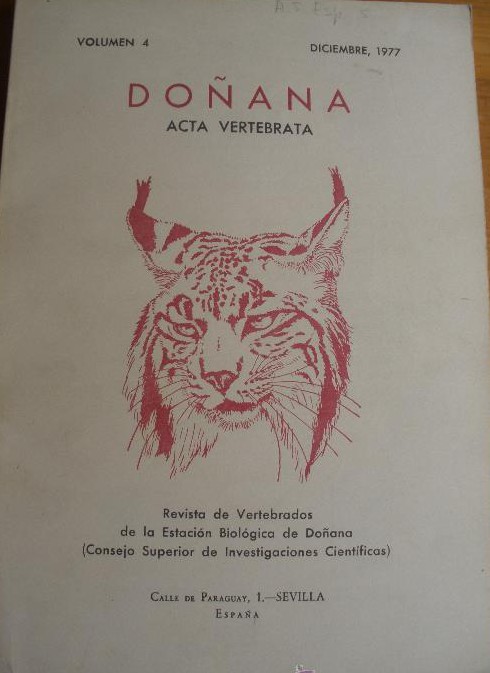 VOLUMEN 4
DICIEMBRE, 1977
DOÑANA
ACTA VERTEBRATA
Revista de Vertebrados
de la Estación Biológica de Doñana
(Consejo Superior de Investigaciones Científicas)
CALLE DE PARAGUAY, 1.—SEVILLA
ESPAÑA